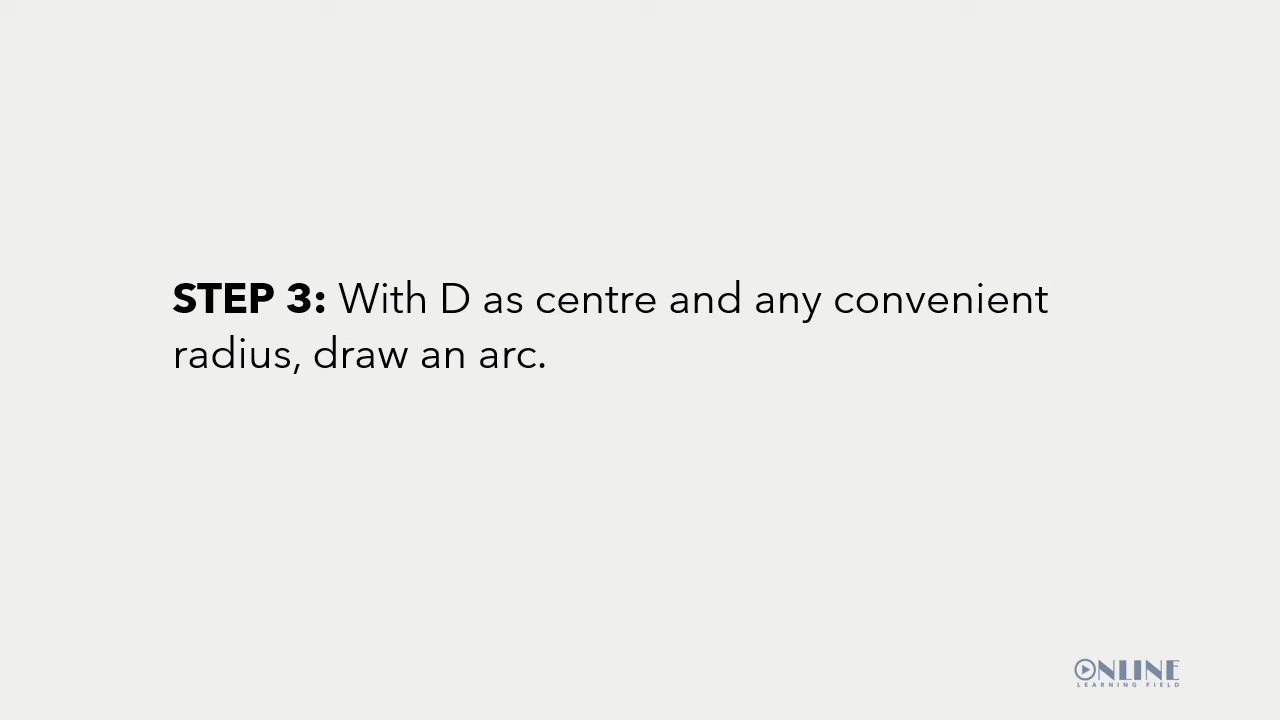 STEP 3: With D as centre and any convenient
radius, draw an arc.
ONLINE
LEARNING FIELD